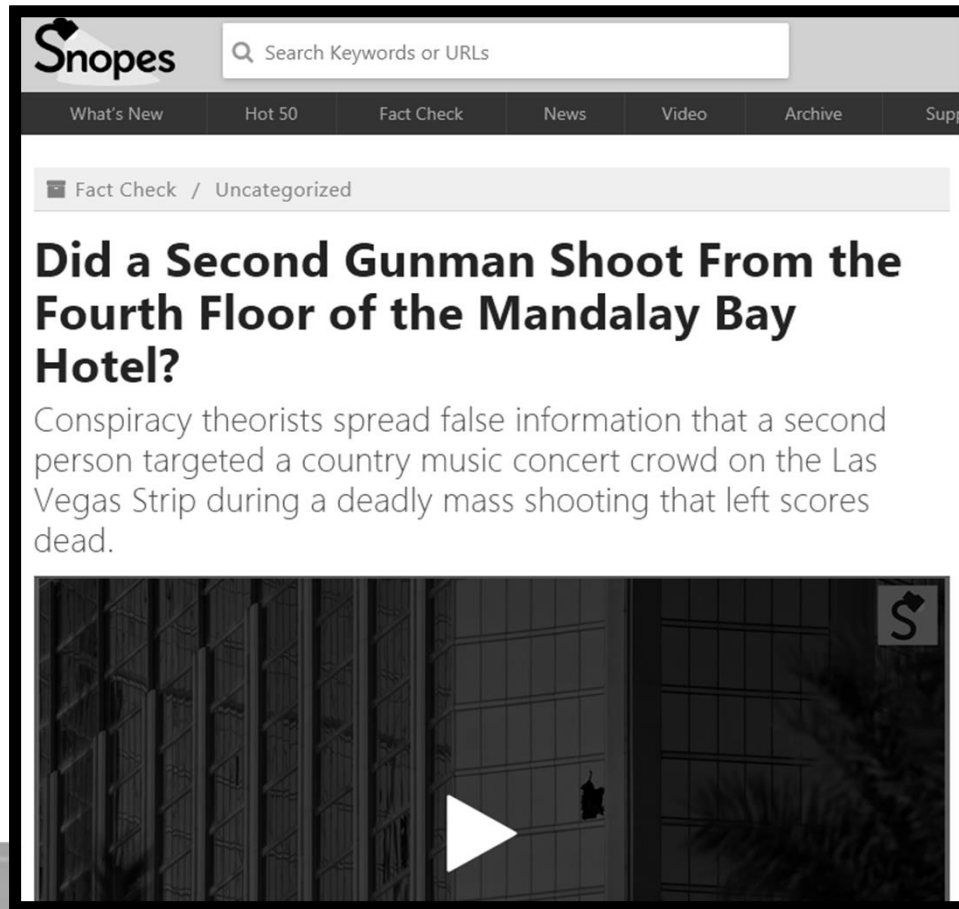 Snopes
Search Keywords or URLs
What's New Hot 50 Fact Check News Video Archive Supp
Fact Check / Uncategorized
Did a Second Gunman Shoot From the
Fourth Floor of the Mandalay Bay
Hotel?
Conspiracy theorists spread false information that a second
person targeted a country music concert crowd on the Las
Vegas Strip during a deadly mass shooting that left scores
dead.
S